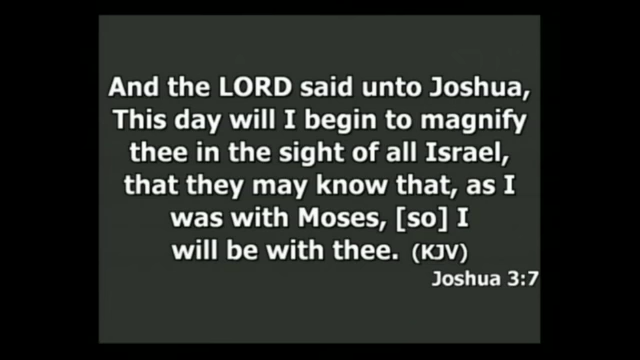 And the LORD said unto Joshua,
This day will I begin to magnify
thee in the sight of all Israel,
that they may know that, as I
was with Moses, [so] I
will be with thee. (KJV)
Joshua 3:7